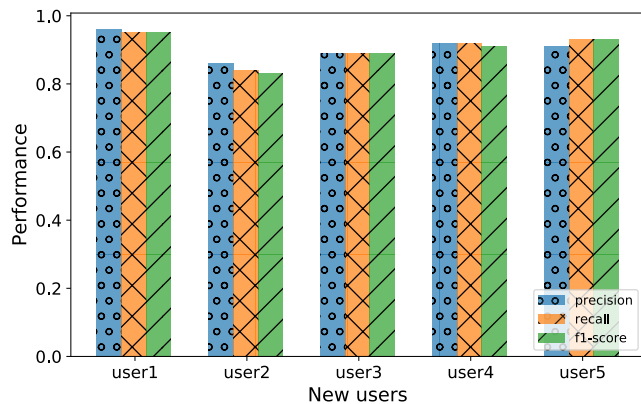 1.0
0.8
0.6
0.4
0.2
0.0
Performance
user1 user2 user3 user4 user5
New users
precision
recall
f1-score